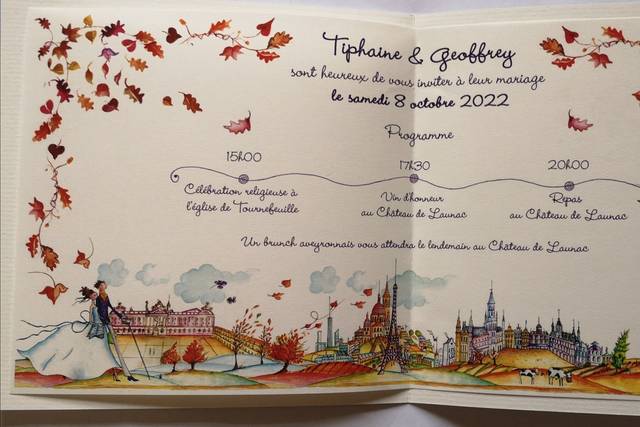 Tiphaine & Geoffrey
sont heureux de vous inviter à leur mariage
le samedi 8 octobre 2022
Programme
15h00
Célébration religieuse à
l'église de Tournefeuille
17h30
Vin d'honneur
au Château de Launac
20h00
Repas
au Château de Launac
Un brunch aveyronnais vous attendra le lendemain au Château de Launac